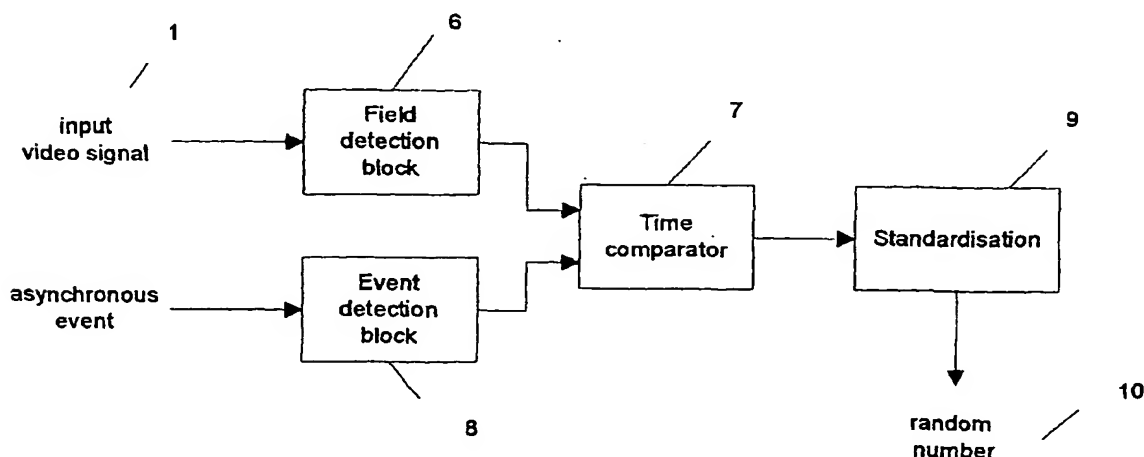 1
6
input
video signal
Field
detection
block
7
9
Time
comparator
Standardisation
asynchronous
event
Event
detection
block
8
random
number
10